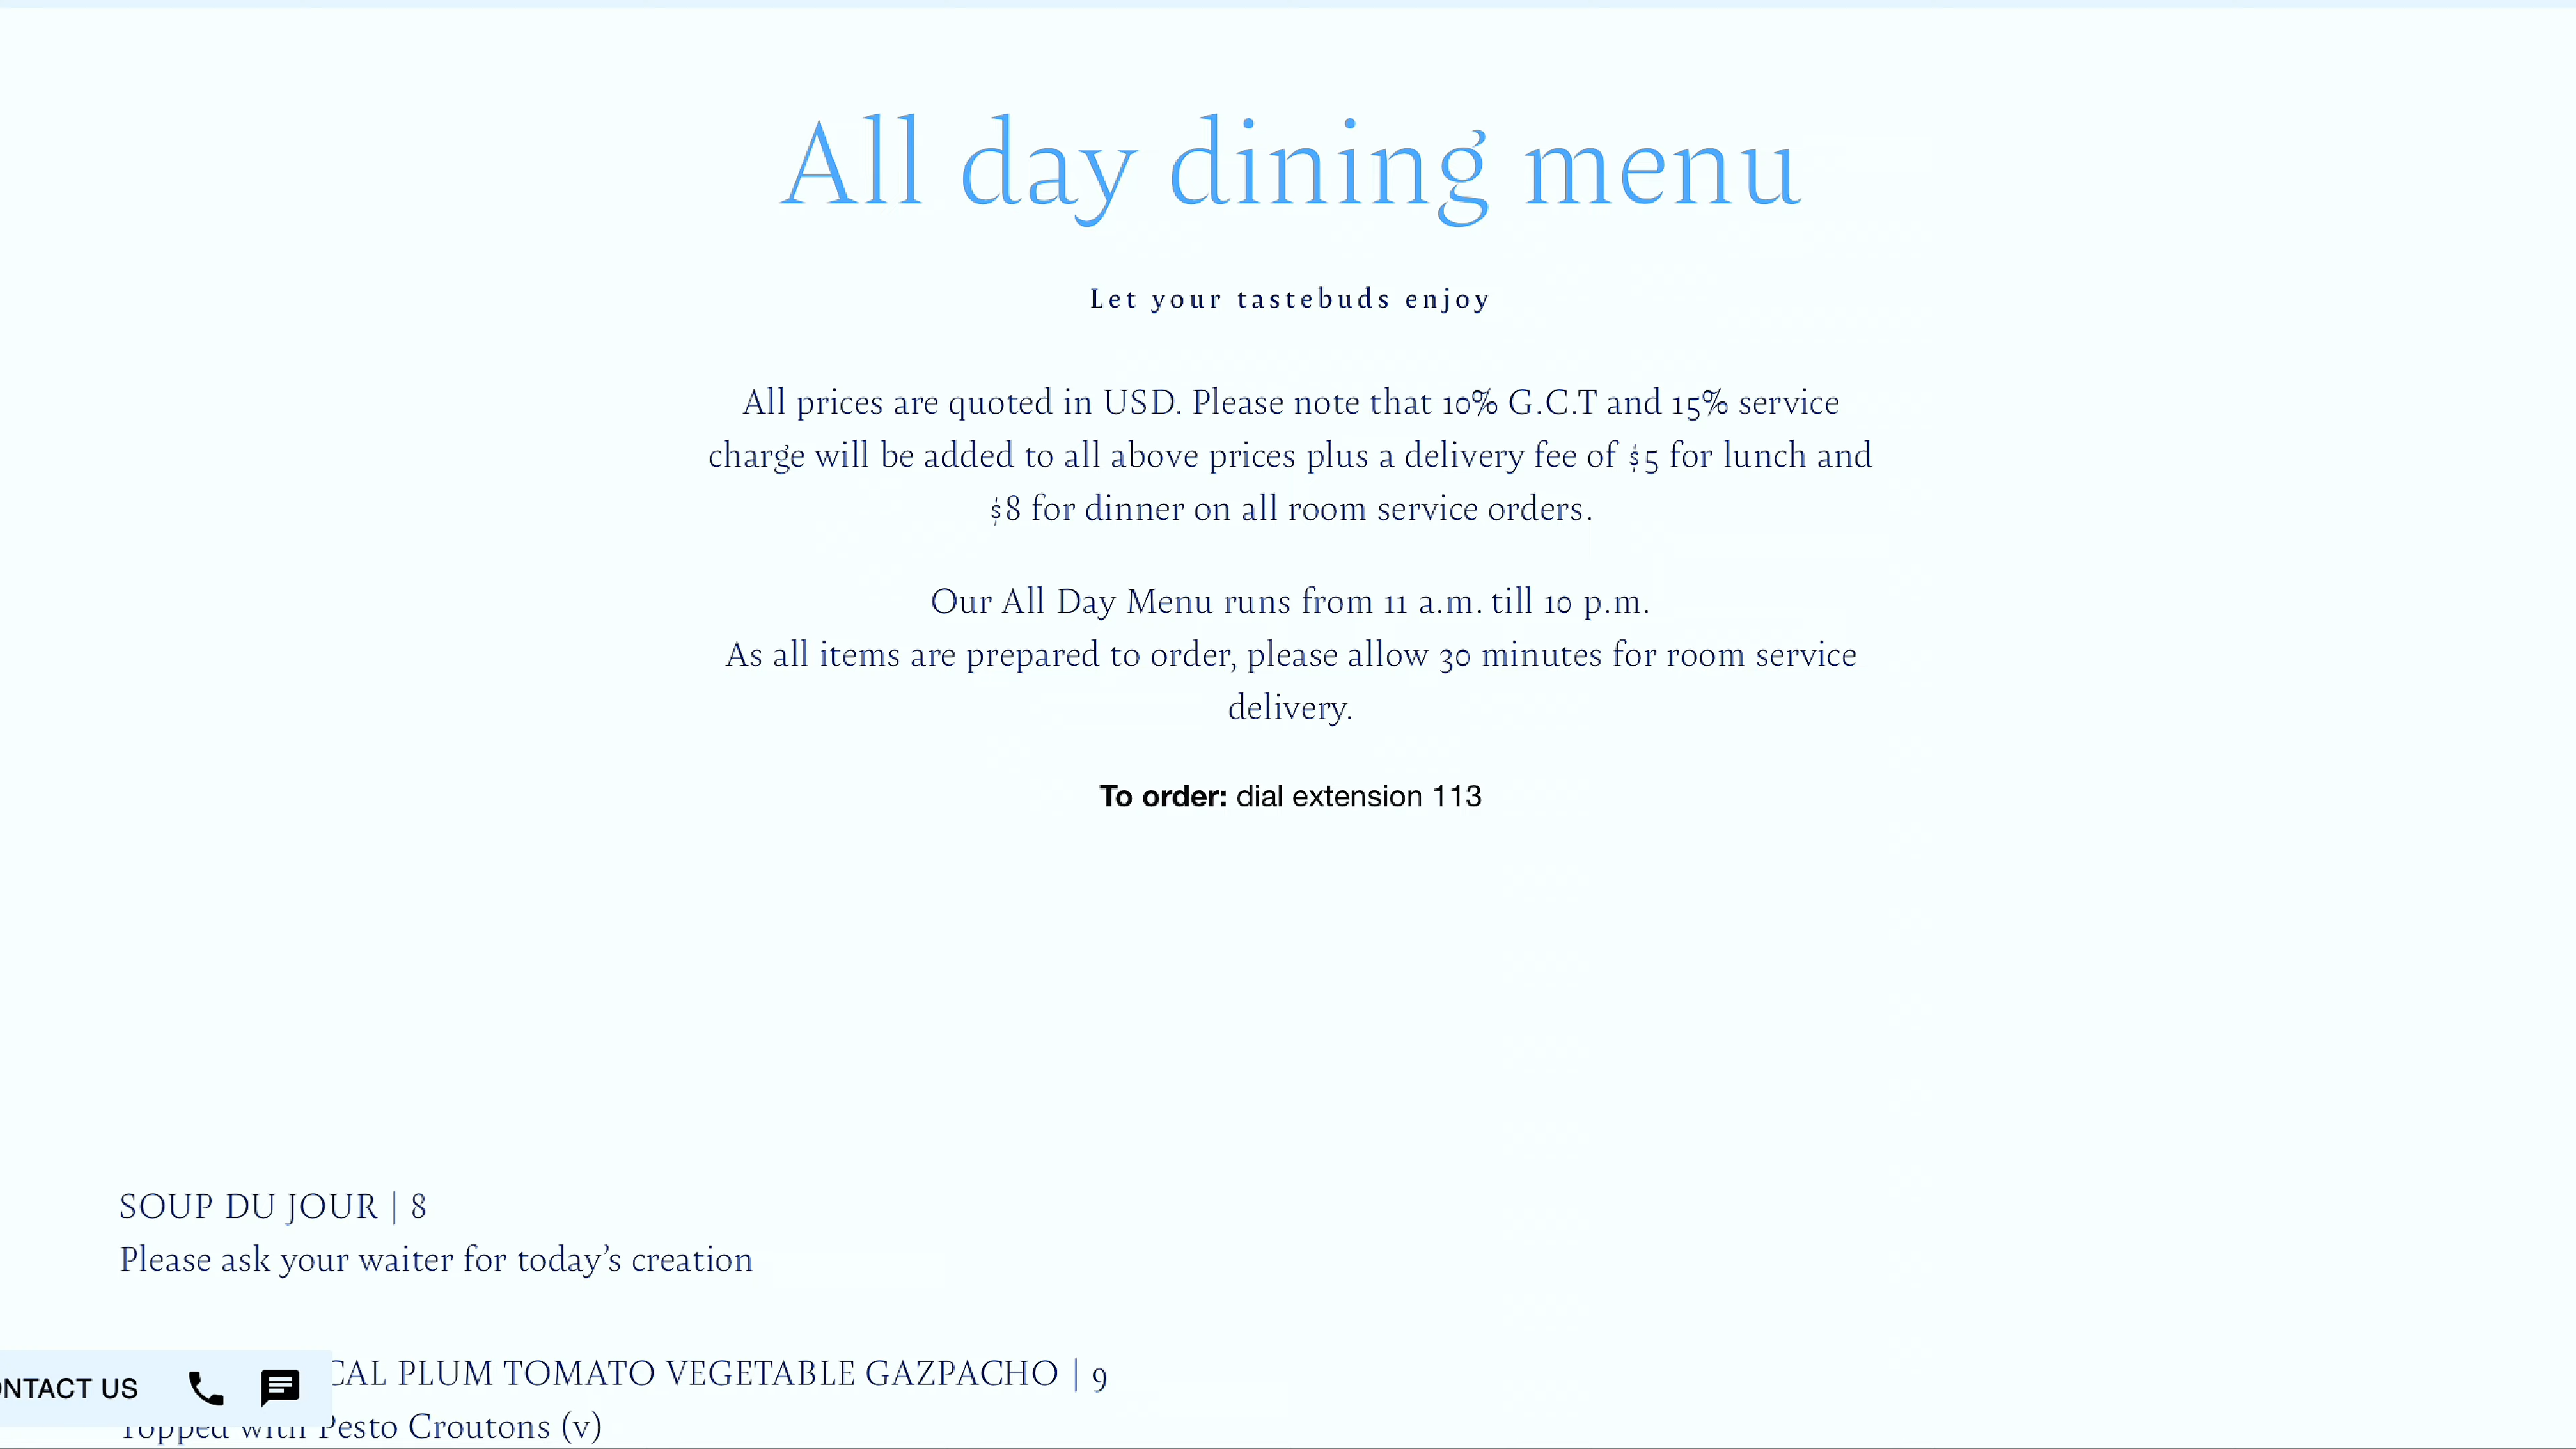 All day dining menu
Let your tastebuds enjoy
All prices are quoted in USD. Please note that 10% G.C.T and 15% service
charge will be added to all above prices plus a delivery fee of $5 for lunch and
$8 for dinner on all room service orders.
Our All Day Menu runs from 11 a.m. till 10 p.m.
As all items are prepared to order, please allow 30 minutes for room service
delivery.
To order: dial extension 113
SOUP DU JOUR | 8
Please ask your waiter for today’s creation
PLUM TOMATO VEGETABLE GAZPACHO | 9
US
Topped with Pesto Croutons (v)